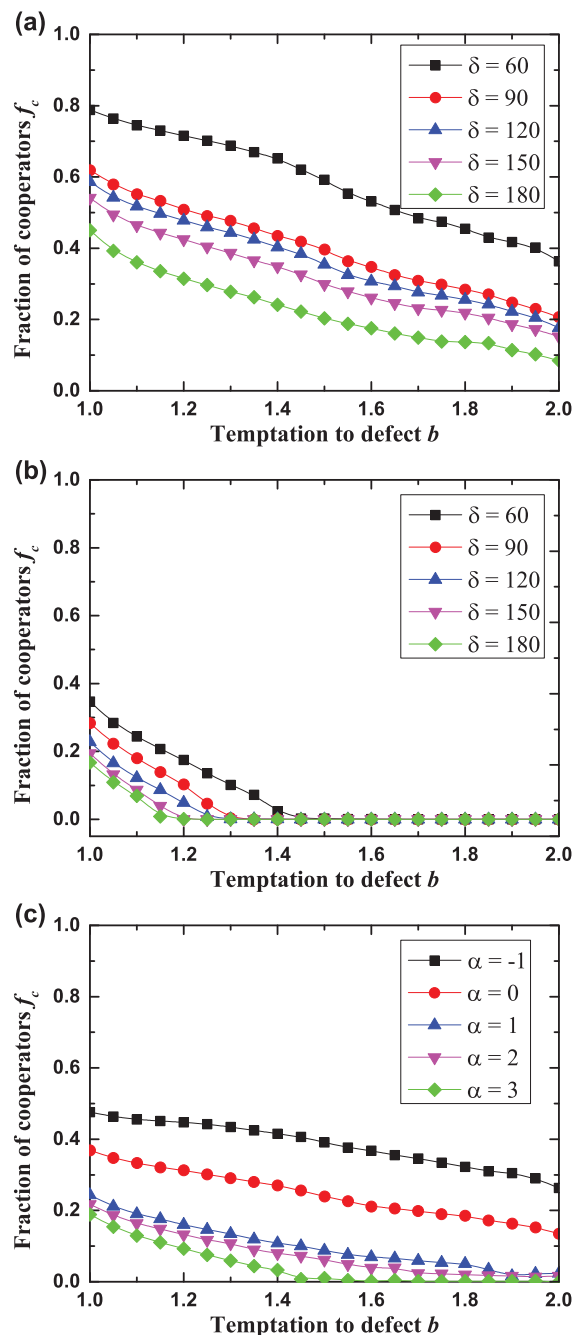 (a)
1.0
0.8
0.6
0.4
0.2
0.0
Fraction of cooperators f_c
δ = 60
δ = 90
δ = 120
δ = 150
δ = 180
1.0 1.2 1.4 1.6 1.8 2.0
Temptation to defect b
(b)
1.0
0.8
0.6
0.4
0.2
0.0
Fraction of cooperators f_c
δ = 60
δ = 90
δ = 120
δ = 150
δ = 180
1.0 1.2 1.4 1.6 1.8 2.0
Temptation to defect b
(c)
1.0
0.8
0.6
0.4
0.2
0.0
Fraction of cooperators f_c
α = -1
α = 0
α = 1
α = 2
α = 3
1.0 1.2 1.4 1.6 1.8 2.0
Temptation to defect b